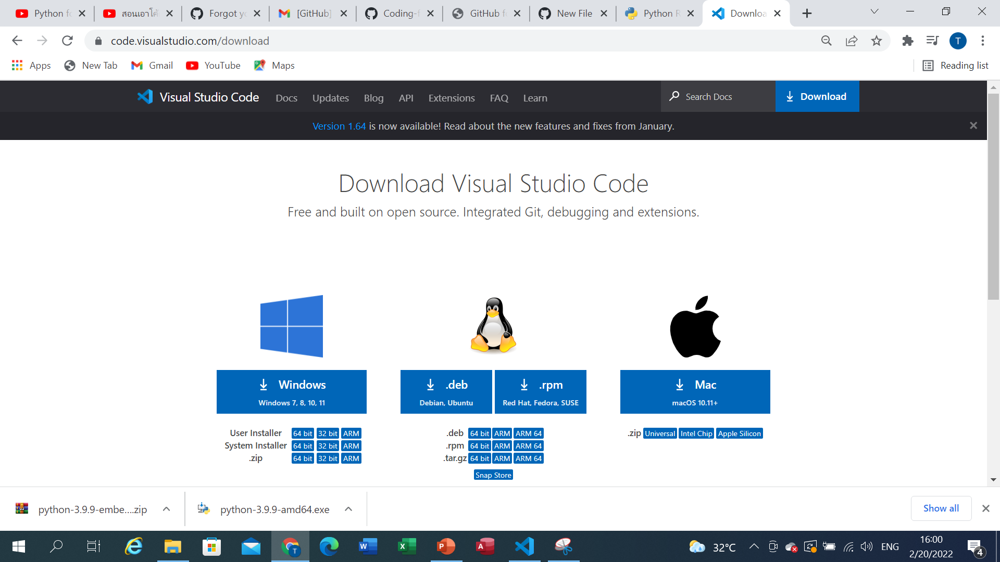 Python fo
สอนเอาโค้
Forgot yo
[GitHub]
Coding-f
GitHub fo
New File
Python R
Downloa
code.visualstudio.com/download
T
Apps
New Tab
Gmail
YouTube
Maps
Reading list
Visual Studio Code
Docs
Updates
Blog
API
Extensions
FAQ
Learn
Search Docs
Download
Version 1.64 is now available! Read about the new features and fixes from January.
Download Visual Studio Code
Free and built on open source. Integrated Git, debugging and extensions.
Windows
Windows 7, 8, 10, 11
.deb
Debian, Ubuntu
.rpm
Red Hat, Fedora, SUSE
Mac
macOS 10.11+
User Installer 64 bit 32 bit ARM
System Installer 64 bit 32 bit ARM
.zip 64 bit 32 bit ARM
.deb 64 bit ARM ARM 64
.rpm 64 bit ARM ARM 64
.tar.gz 64 bit ARM ARM 64
Snap Store
.zip Universal Intel Chip Apple Silicon
python-3.9.9-embe....zip
python-3.9.9-amd64.exe
Show all
T
W
X
P
A
32°C
ENG
16:00
2/20/2022
4